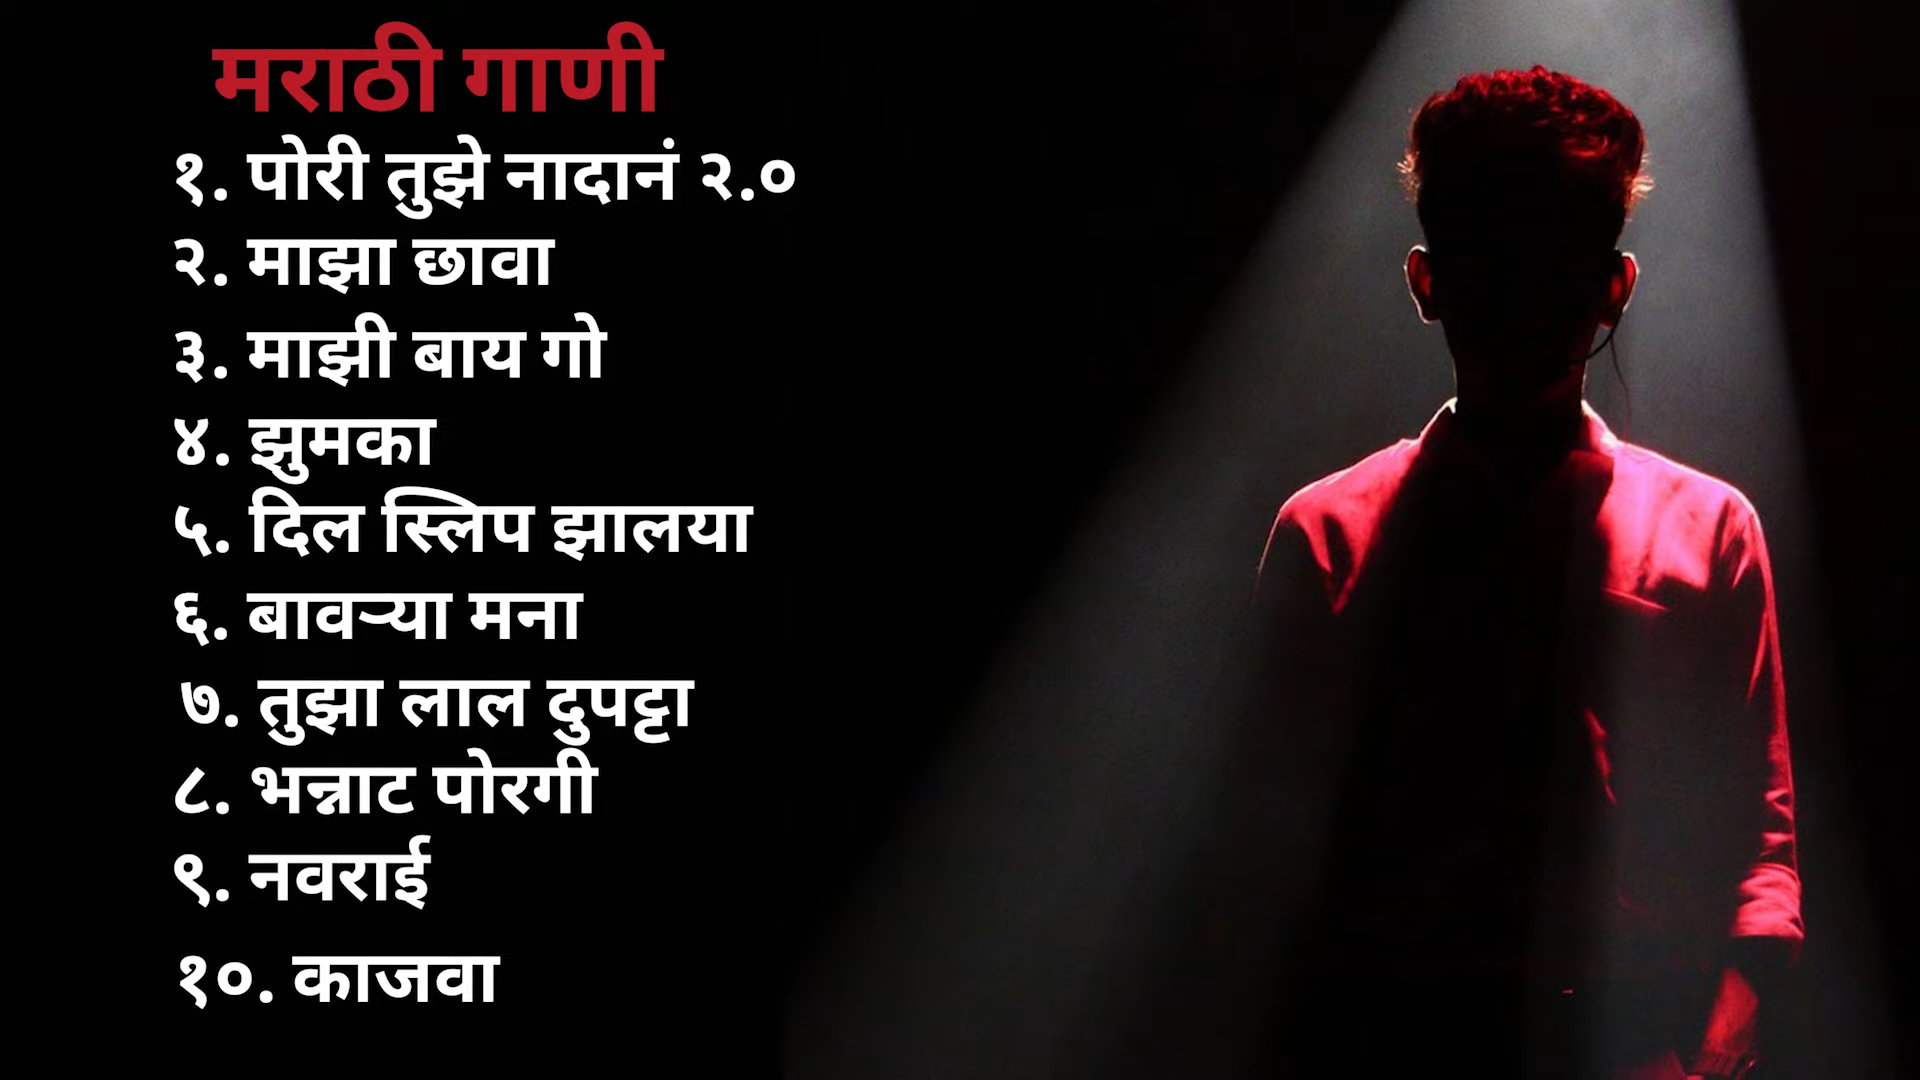 मराठी गाणी
१. पोरी तुझे नादानं २.०
२. माझा छावा
३. माझी बाय गो
४. झुमका
५. दिल स्लिप झालया
६. बावऱ्या मना
७. तुझा लाल दुपट्टा
८. भन्नाट पोरगी
९. नवराई
१०. काजवा